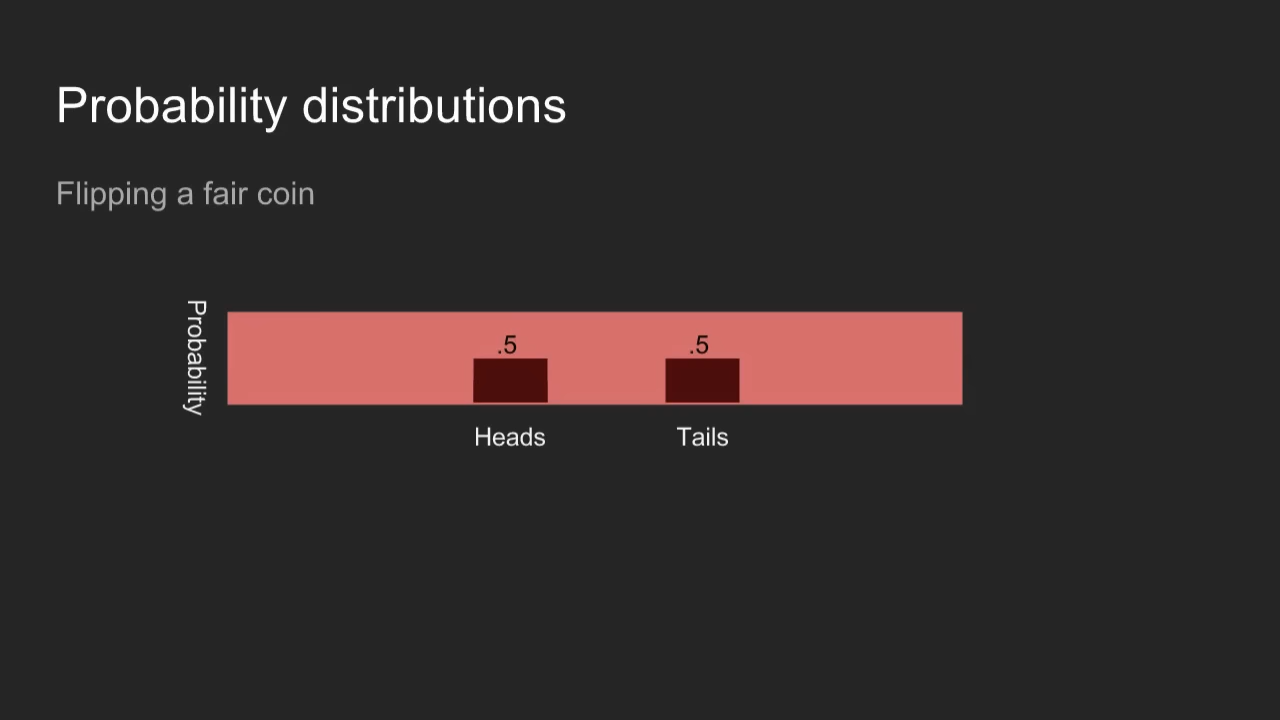 Probability distributions
Flipping a fair coin
Probability
.5 .5
Heads Tails